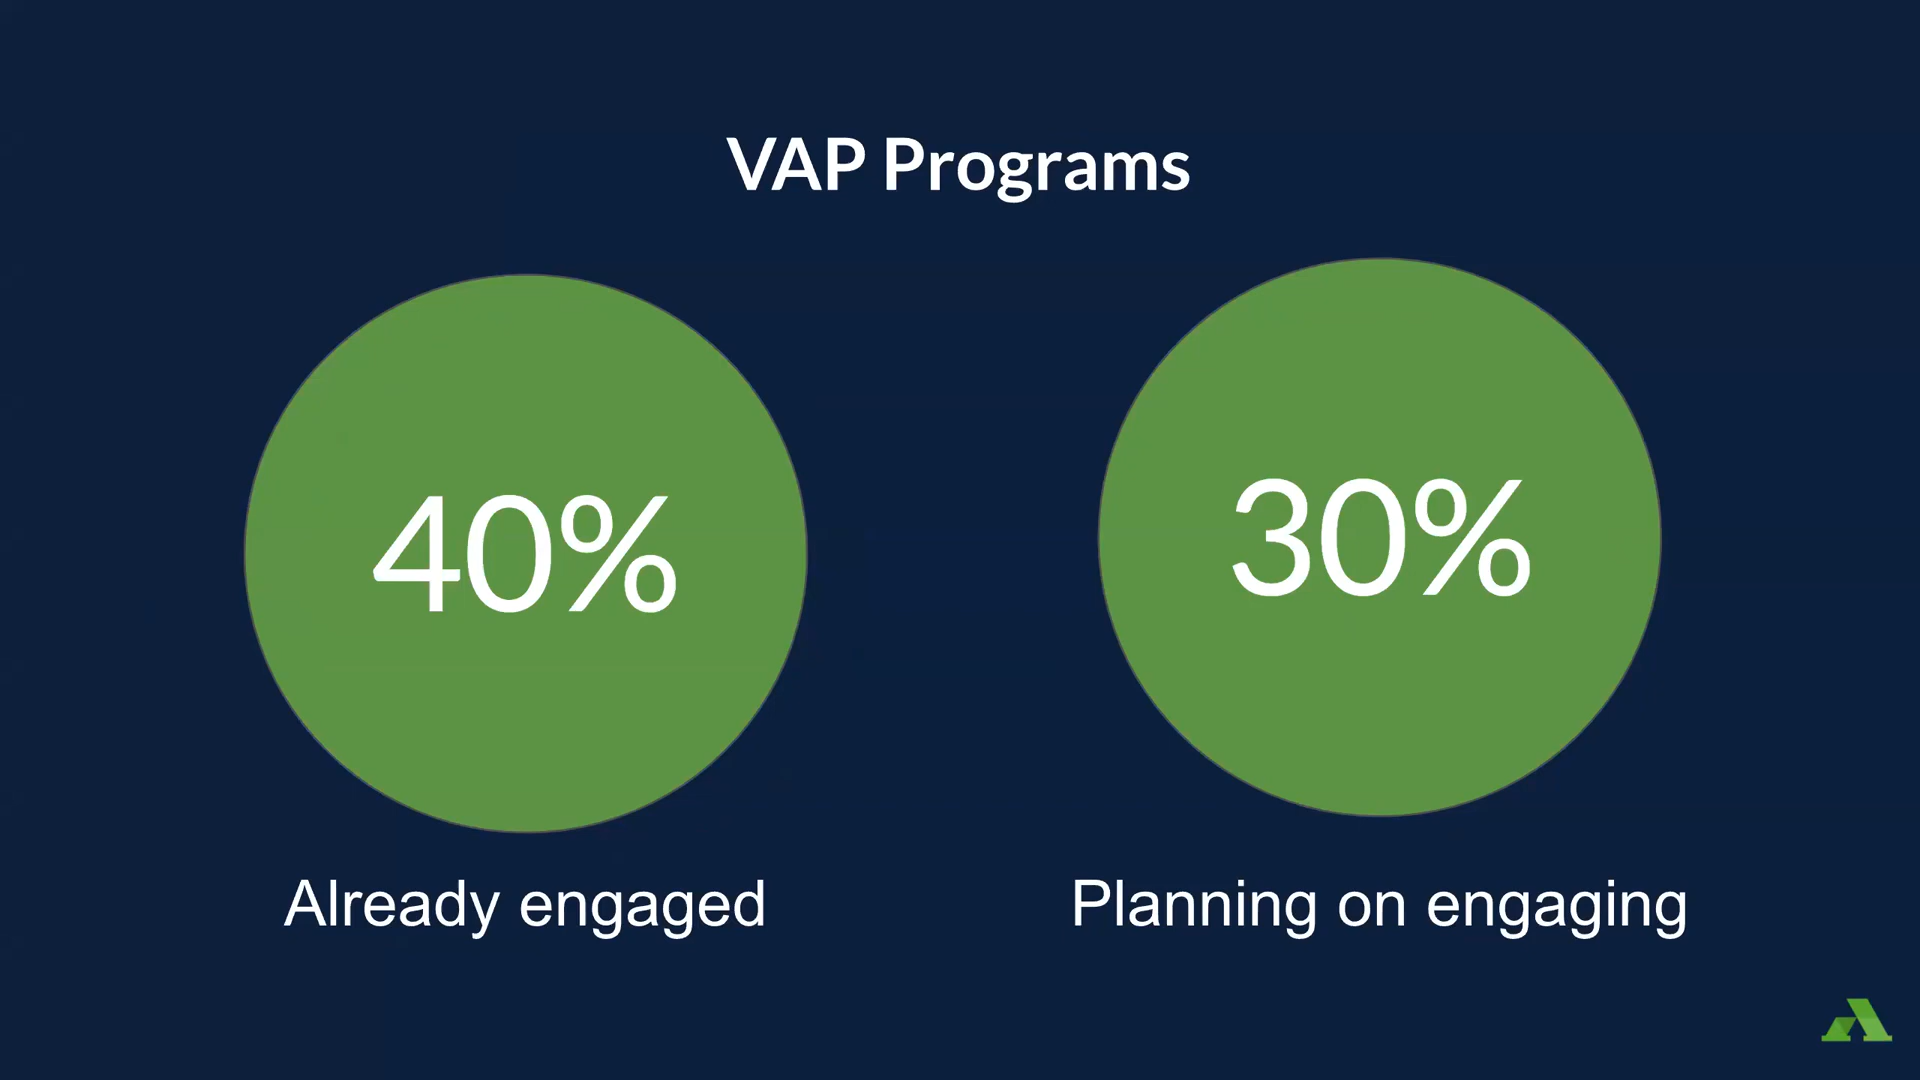 VAP Programs
40%
30%
Already engaged
Planning on engaging